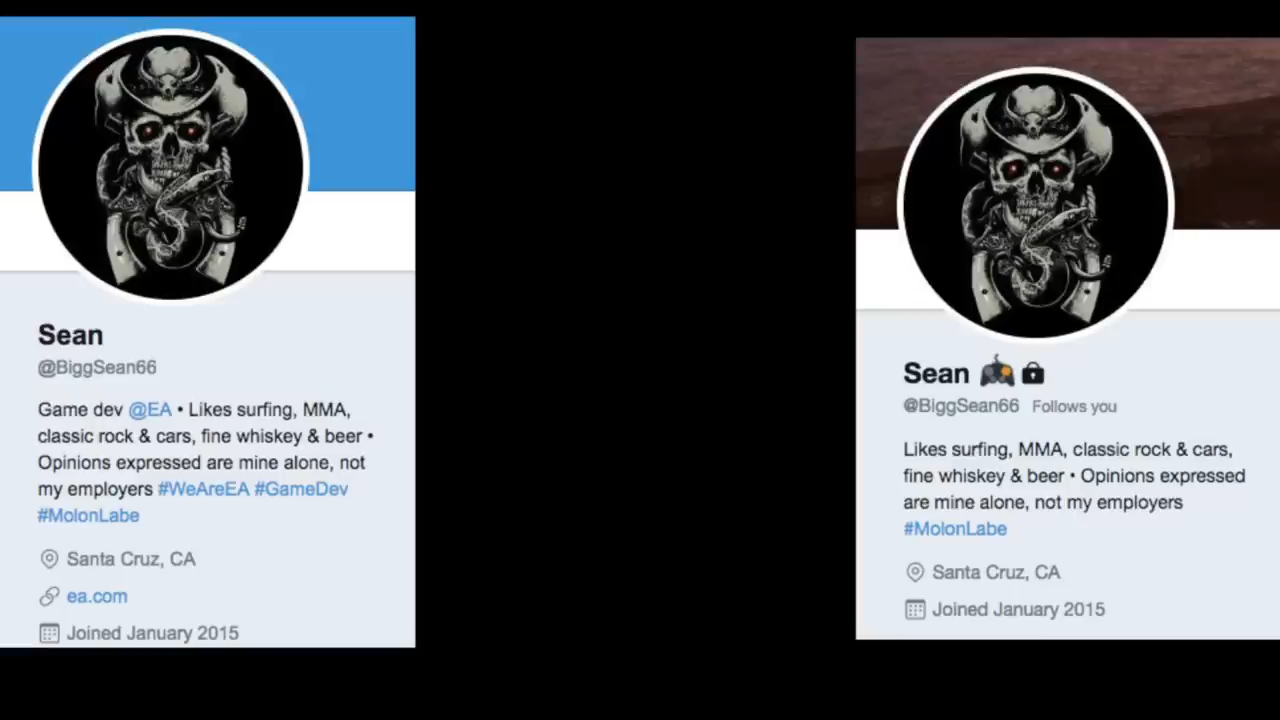 Sean
@BiggSean66
Game dev @EA • Likes surfing, MMA,
classic rock & cars, fine whiskey & beer •
Opinions expressed are mine alone, not
my employers #WeAreEA #GameDev
#MolonLabe
Santa Cruz, CA
ea.com
Joined January 2015
Sean
@BiggSean66 Follows you
Likes surfing, MMA, classic rock & cars,
fine whiskey & beer • Opinions expressed
are mine alone, not my employers
#MolonLabe
Santa Cruz, CA
Joined January 2015